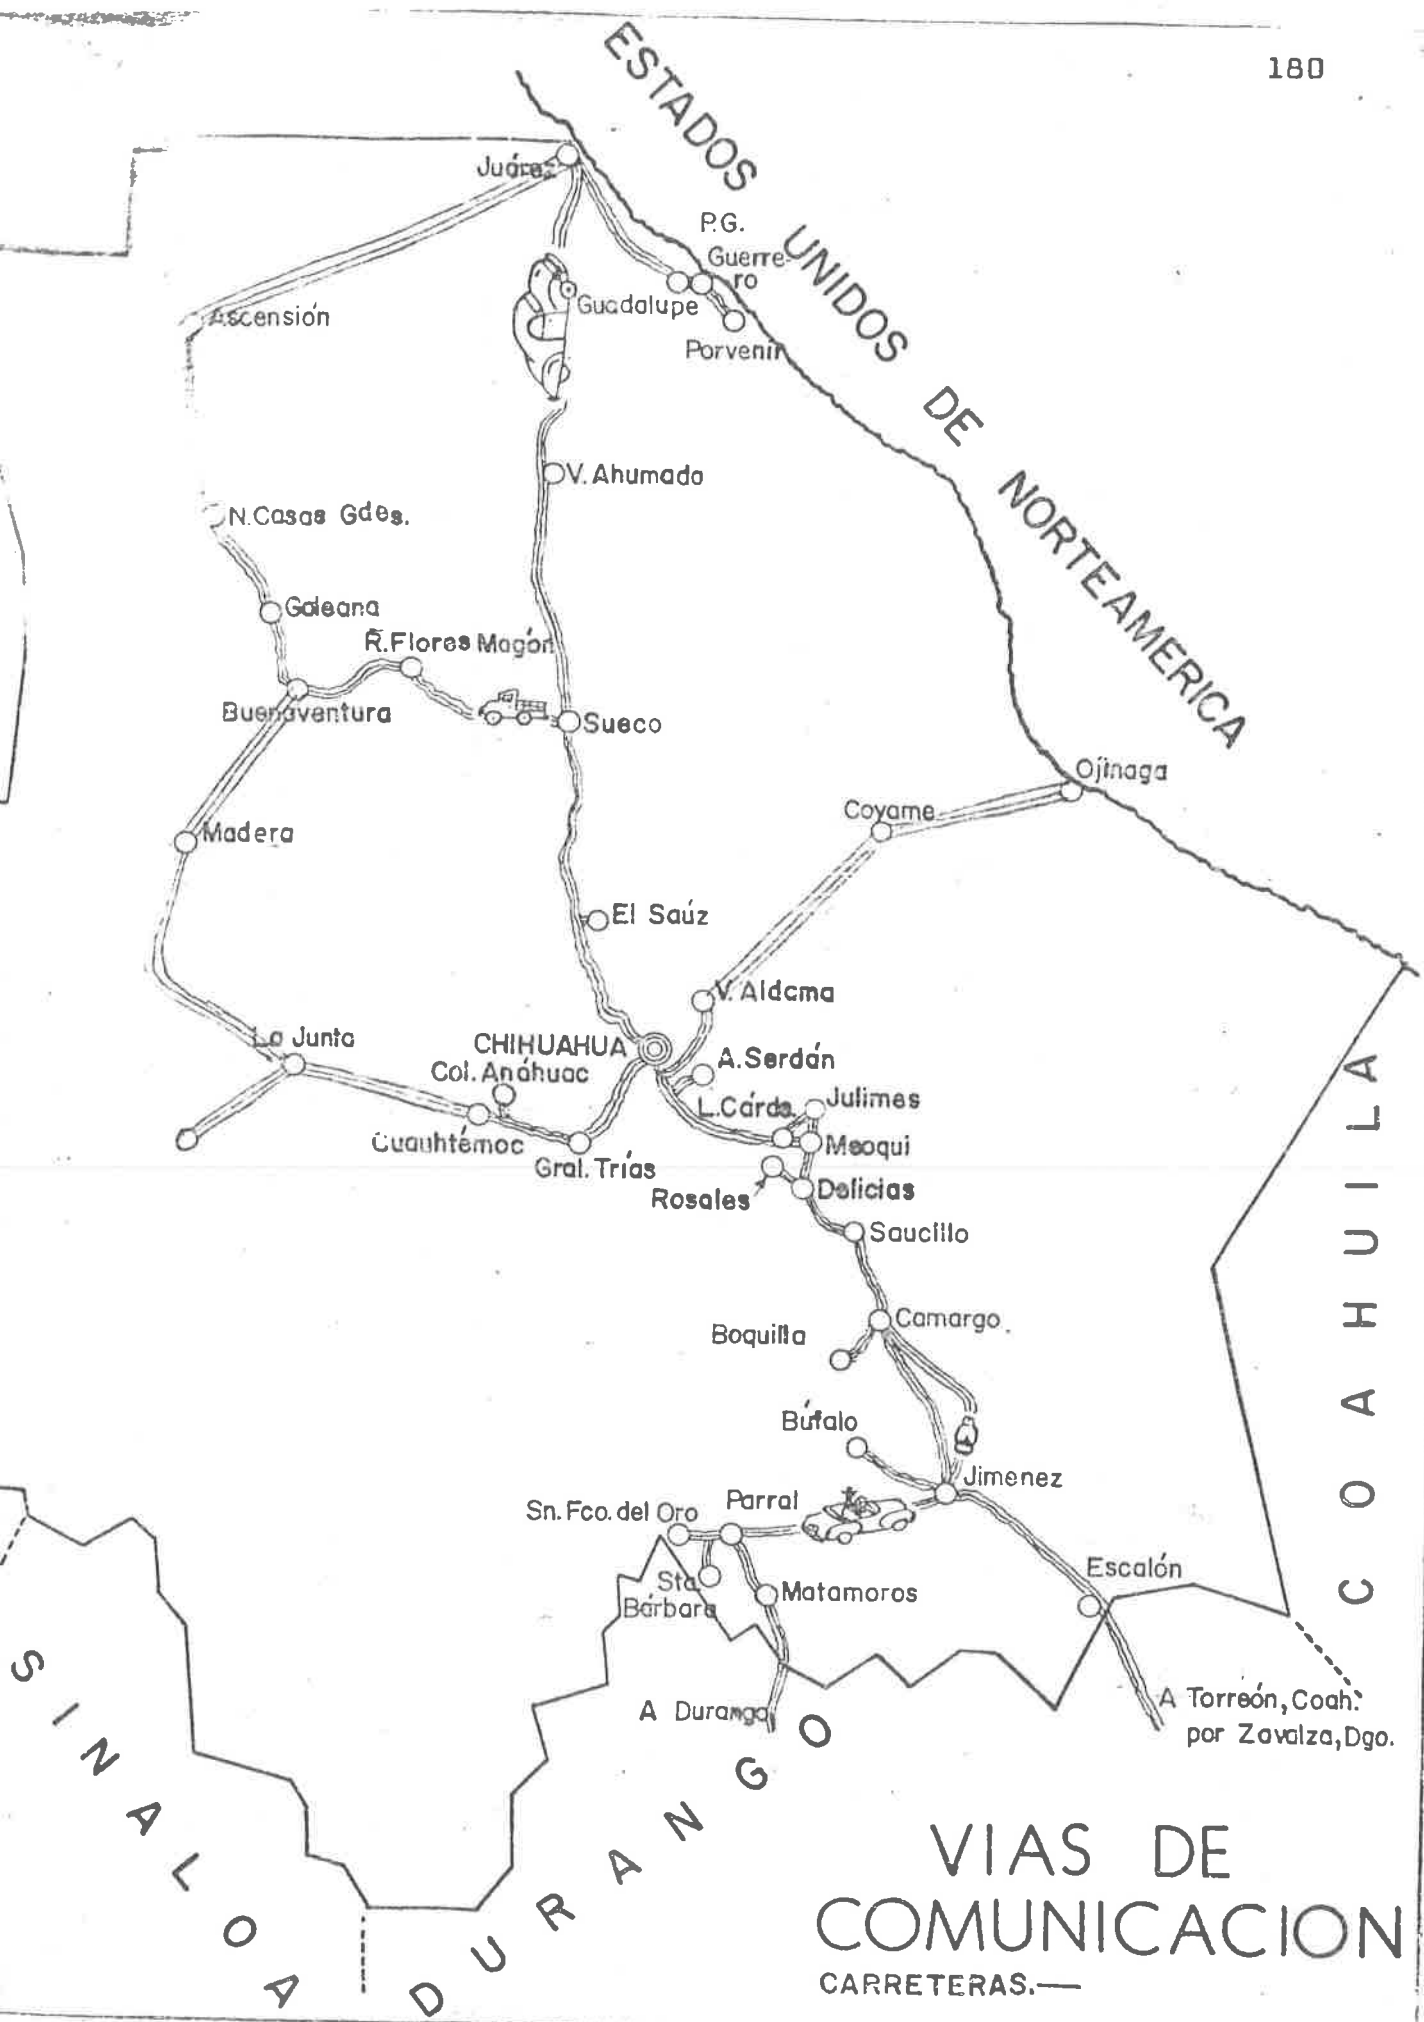 180
ESTADOS UNIDOS DE NORTEAMERICA
Juárez
P.G.
Guerre-
ro
Guadalupe
Porvenir
Ascensión
V. Ahumada
N. Casas Gdes.
Galeana
R. Flores Magón
Buenaventura
Sueco
Ojinaga
Coyame
Madera
El Saúz
V. Aldama
La Junta
CHIHUAHUA
A. Serdán
Col. Anáhuac
L. Cárds.
Julimes
Cuauhtémoc
Meoqui
Gral. Trías
Rosales
Delicias
Saucillo
Camargo
Boquilla
Búfalo
Jimenez
Parral
Sn. Fco. del Oro
Escalón
Sta.
Bárbara
Matamoros
A Durango
A Torreón, Coah.
por Zavalza, Dgo.
COAHUILA
SINALOA
DURANGO
VIAS DE
COMUNICACION
CARRETERAS.—